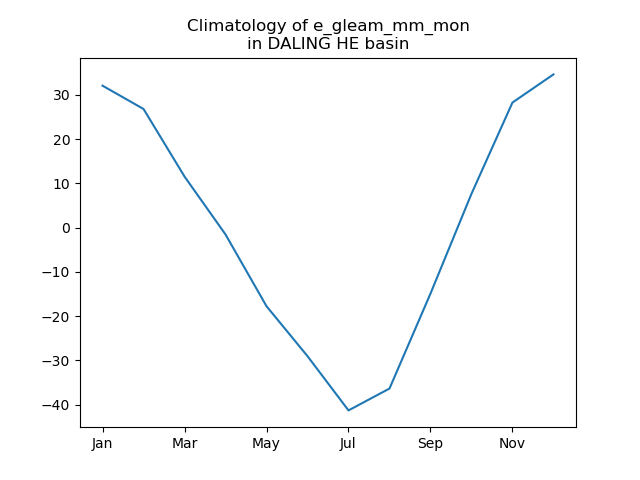 Climatology of e_gleam_mm_mon
in DALING HE basin
30
20
10
0
−10
−20
−30
−40
Jan
Mar
May
Jul
Sep
Nov